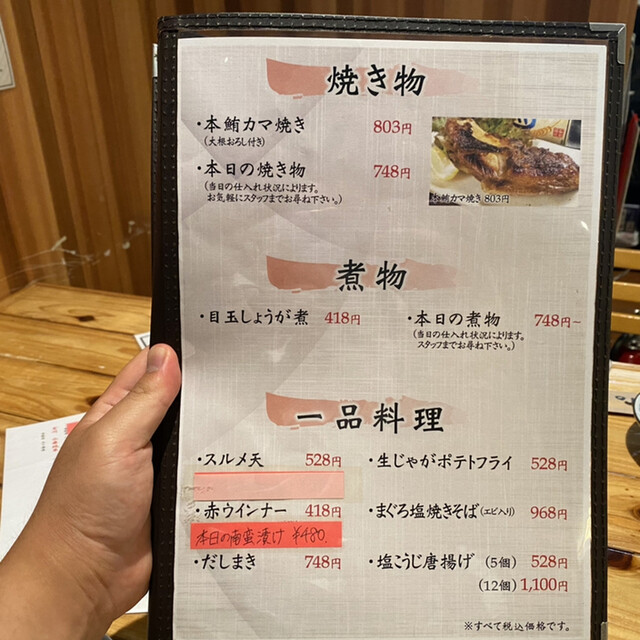 焼き物
・本鮪カマ焼き 803円
(大根おろし付き)
・本日の焼き物 748円
(当日の仕入れ状況によります。
お気軽にスタッフまでお尋ね下さい。)
本鮪カマ焼き 803円
煮物
・目玉しょうが煮 418円
・本日の煮物 748円~
(当日の仕入れ状況によります。
スタッフまでお尋ね下さい。)
一品料理
・スルメ天 528円
・生じゃがポテトフライ 528円
・赤ウインナー 418円
・まぐろ塩焼きそば(エビ入り) 968円
本日の南蛮漬け ¥480.
・だしまき 748円
・塩こうじ唐揚げ (5個) 528円
(12個) 1,100円
※すべて税込価格です。